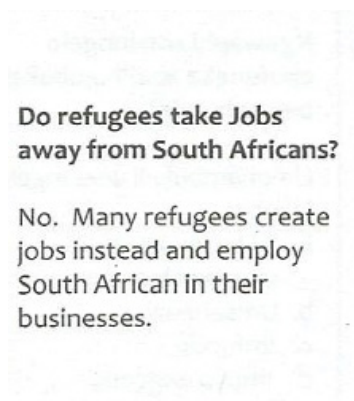 Do refugees take Jobs
away from South Africans?
No. Many refugees create
jobs instead and employ
South African in their
businesses.